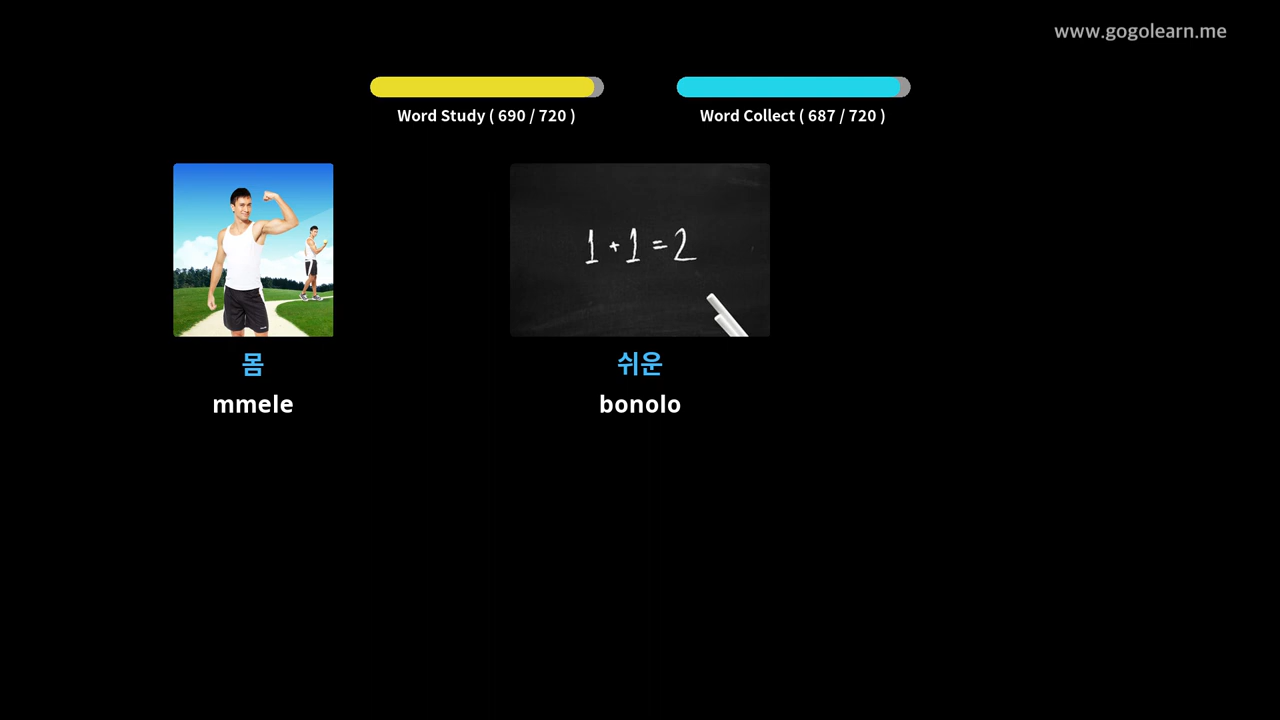 www.gogolearn.me
Word Study ( 690 / 720 )
Word Collect ( 687 / 720 )
1+1=2
몸
mmele
쉬운
bonolo